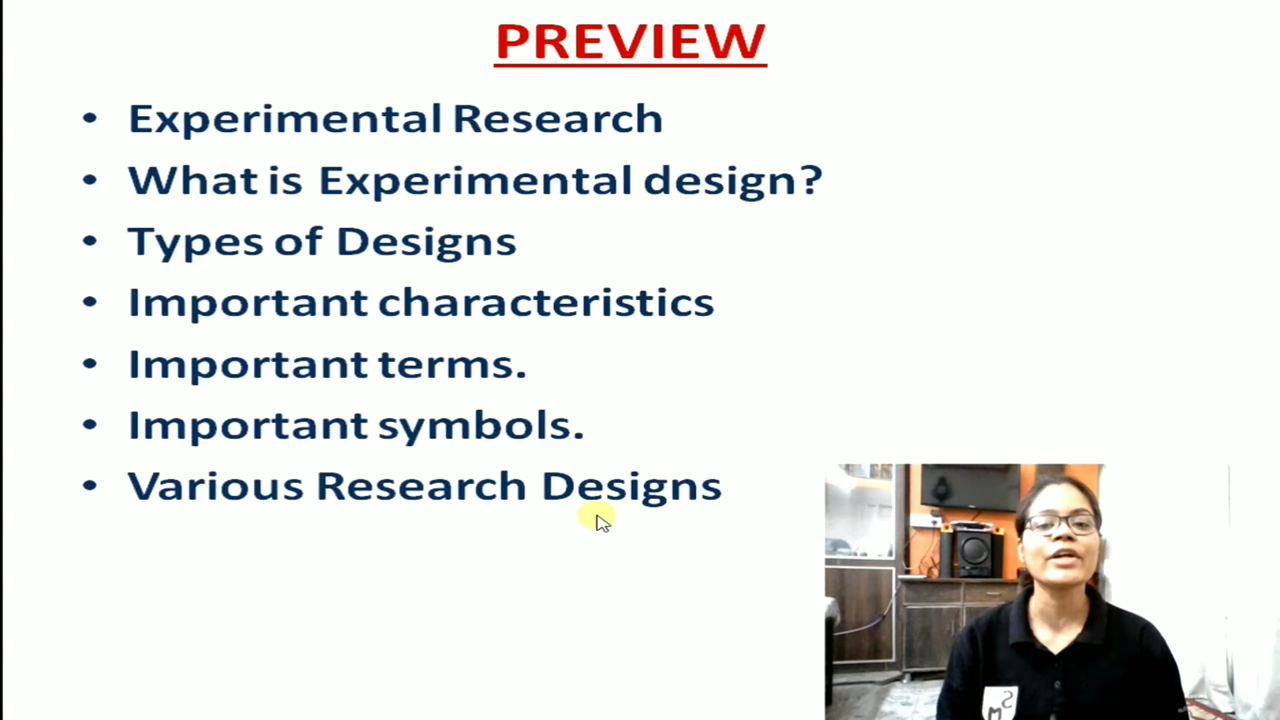 PREVIEW
• Experimental Research
• What is Experimental design?
• Types of Designs
• Important characteristics
• Important terms.
• Important symbols.
• Various Research Designs